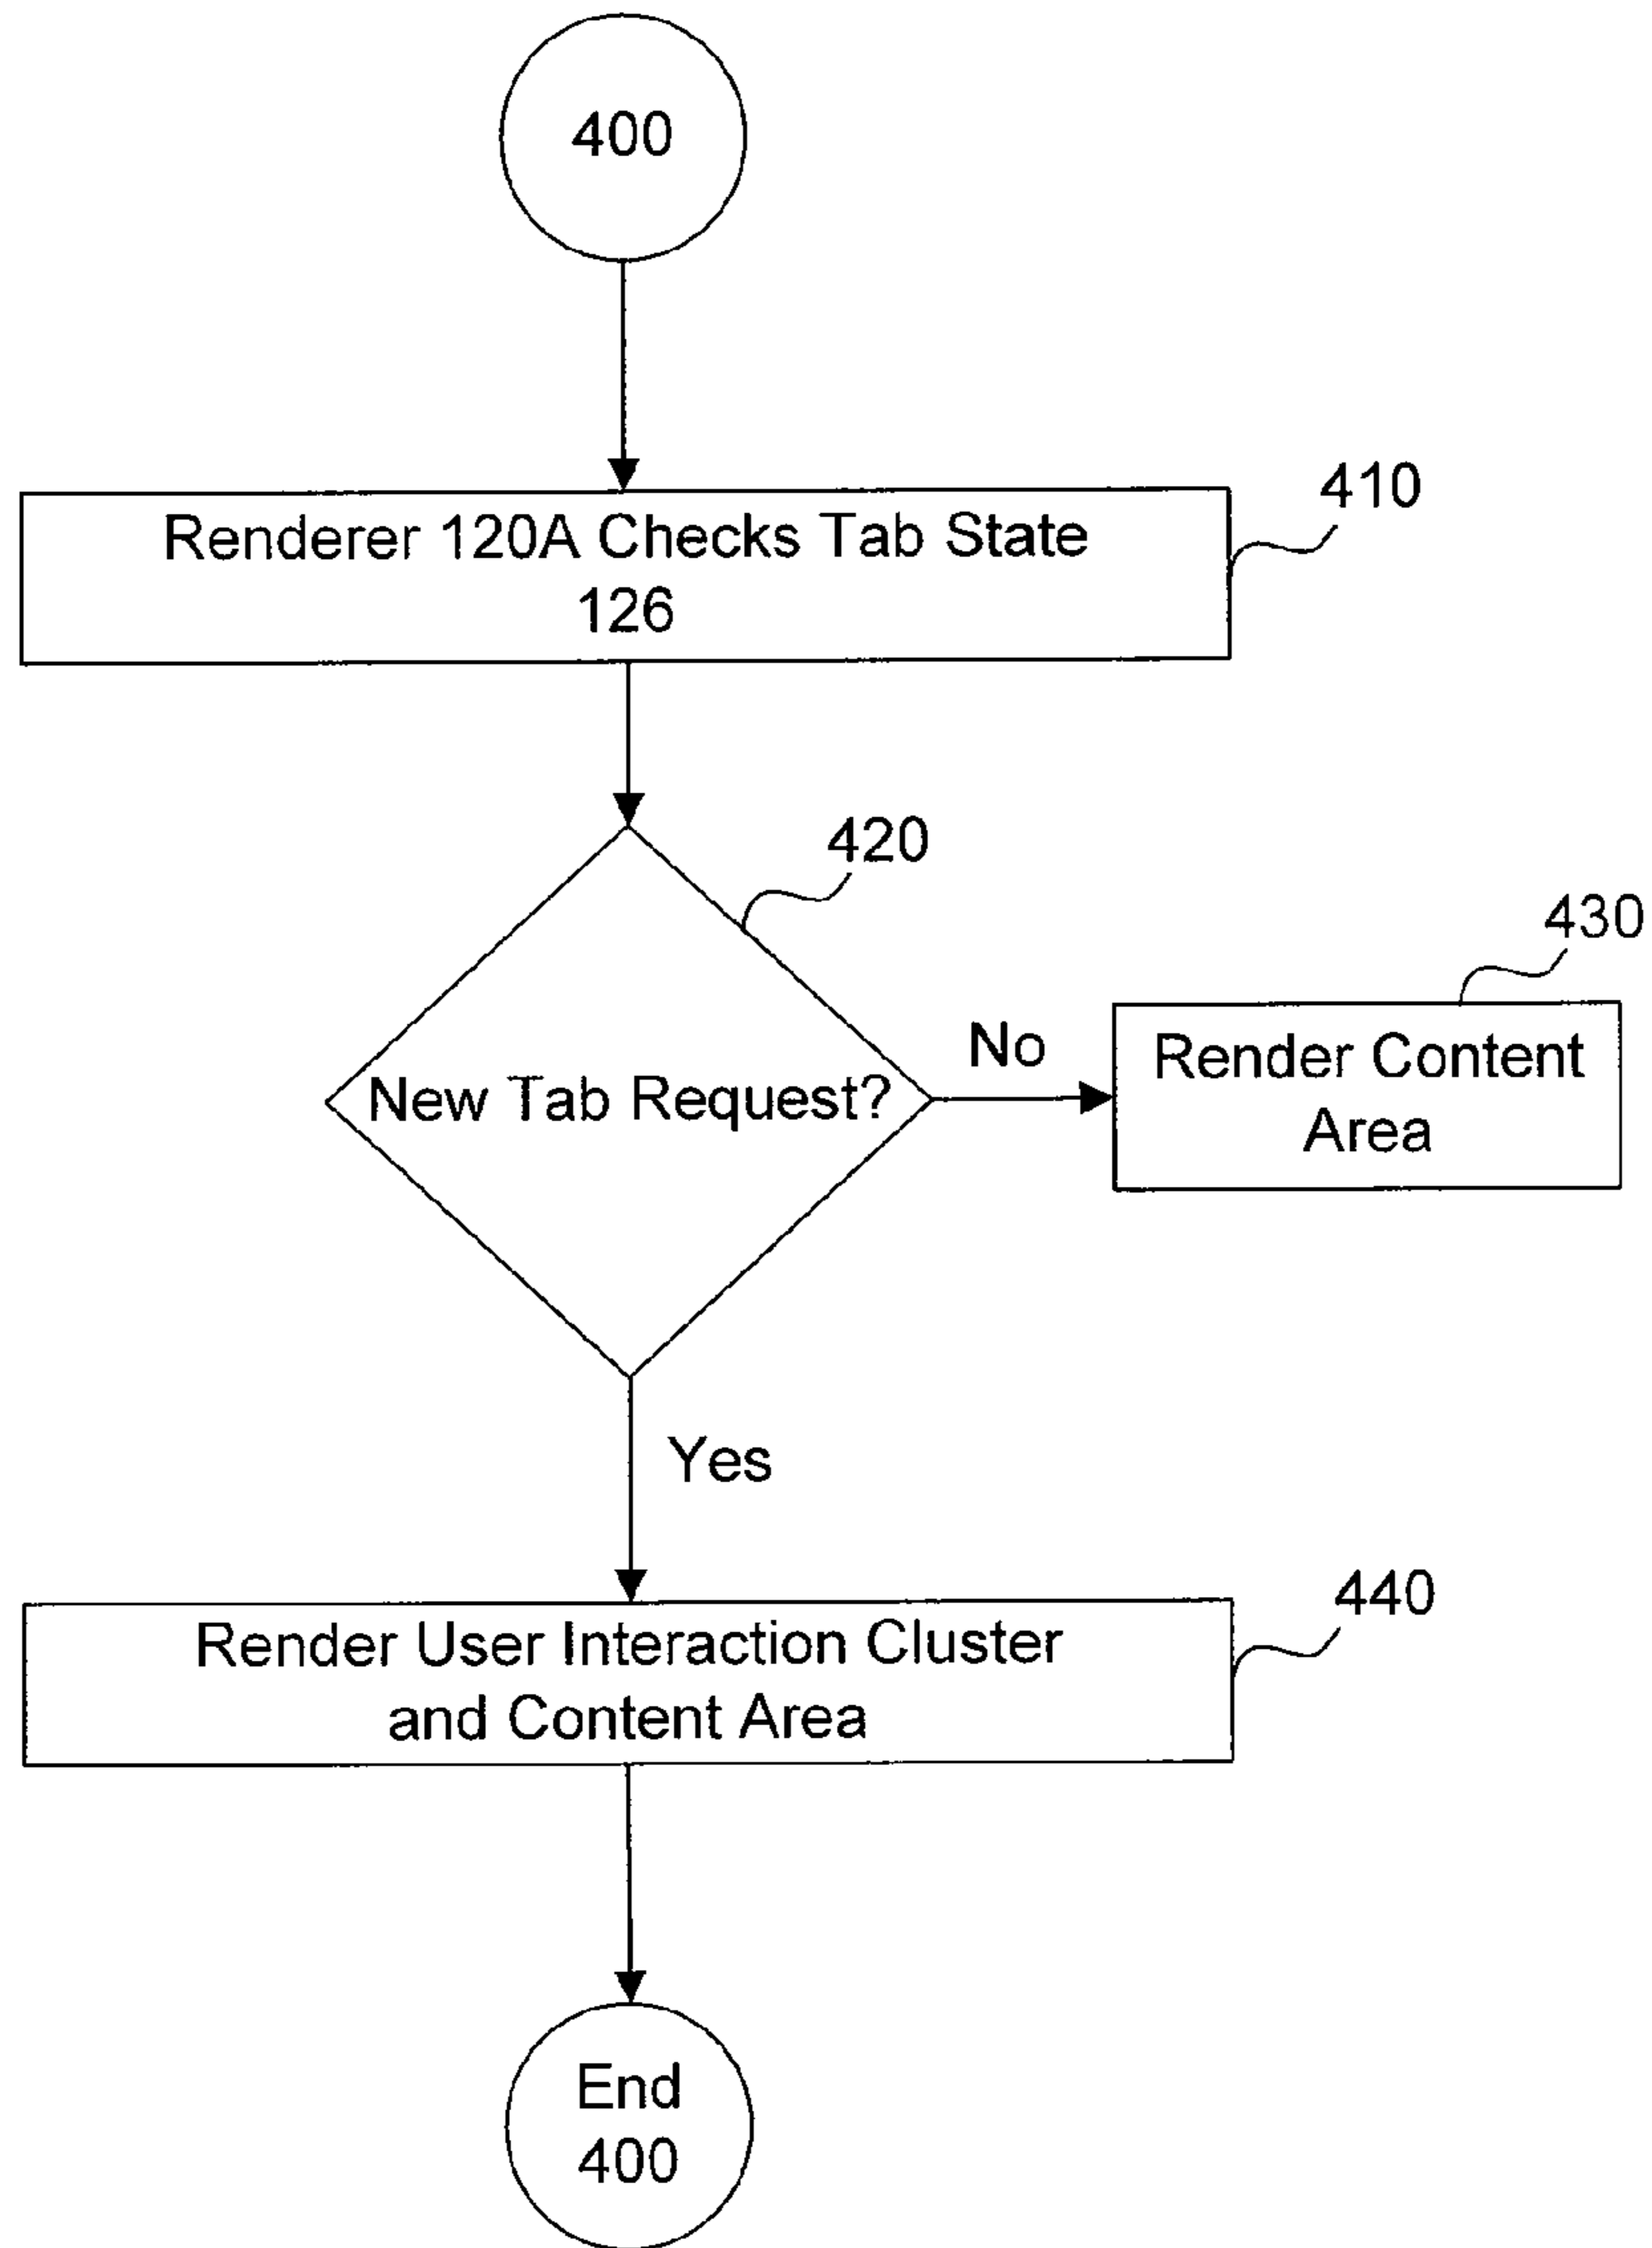 400
410
Renderer 120A Checks Tab State
126
420
430
New Tab Request?
No
Render Content
Area
Yes
440
Render User Interaction Cluster
and Content Area
End
400